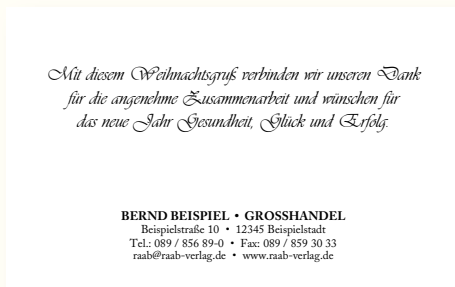 Mit diesem Weihnachtsgruß verbinden wir unseren Dank
für die angenehme Zusammenarbeit und wünschen für
das neue Jahr Gesundheit, Glück und Erfolg.
BERND BEISPIEL • GROSSHANDEL
Beispielstraße 10 • 12345 Beispielstadt
Tel.: 089 / 856 89-0 • Fax: 089 / 859 30 33
raab@raab-verlag.de • www.raab-verlag.de